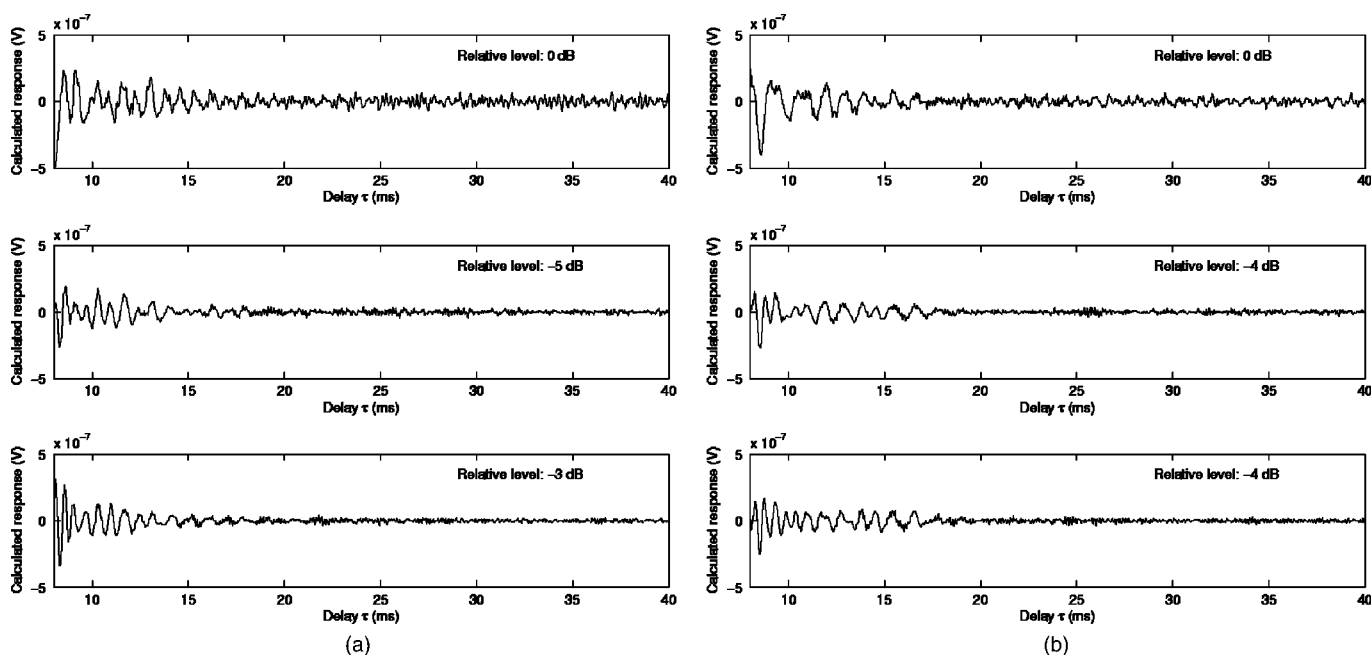 x 10⁻⁷
Calculated response (V)
5
0
−5
Relative level: 0 dB
10 15 20 25 30 35 40
Delay τ (ms)
x 10⁻⁷
Calculated response (V)
5
0
−5
Relative level: −5 dB
10 15 20 25 30 35 40
Delay τ (ms)
x 10⁻⁷
Calculated response (V)
5
0
−5
Relative level: −3 dB
10 15 20 25 30 35 40
Delay τ (ms)
(a)
x 10⁻⁷
Calculated response (V)
5
0
−5
Relative level: 0 dB
10 15 20 25 30 35 40
Delay τ (ms)
x 10⁻⁷
Calculated response (V)
5
0
−5
Relative level: −4 dB
10 15 20 25 30 35 40
Delay τ (ms)
x 10⁻⁷
Calculated response (V)
5
0
−5
Relative level: −4 dB
10 15 20 25 30 35 40
Delay τ (ms)
(b)